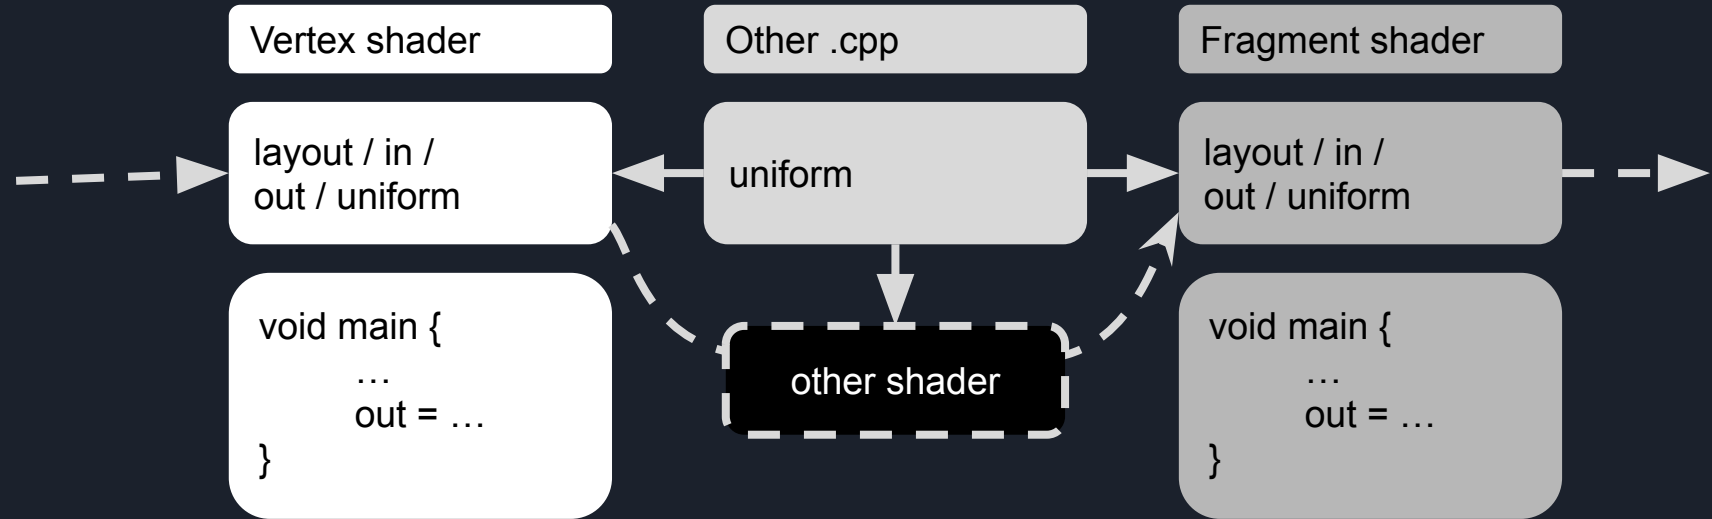 Vertex shader
Other .cpp
Fragment shader
layout / in /
out / uniform
uniform
layout / in /
out / uniform
void main {
…
out = …
}
other shader
void main {
…
out = …
}